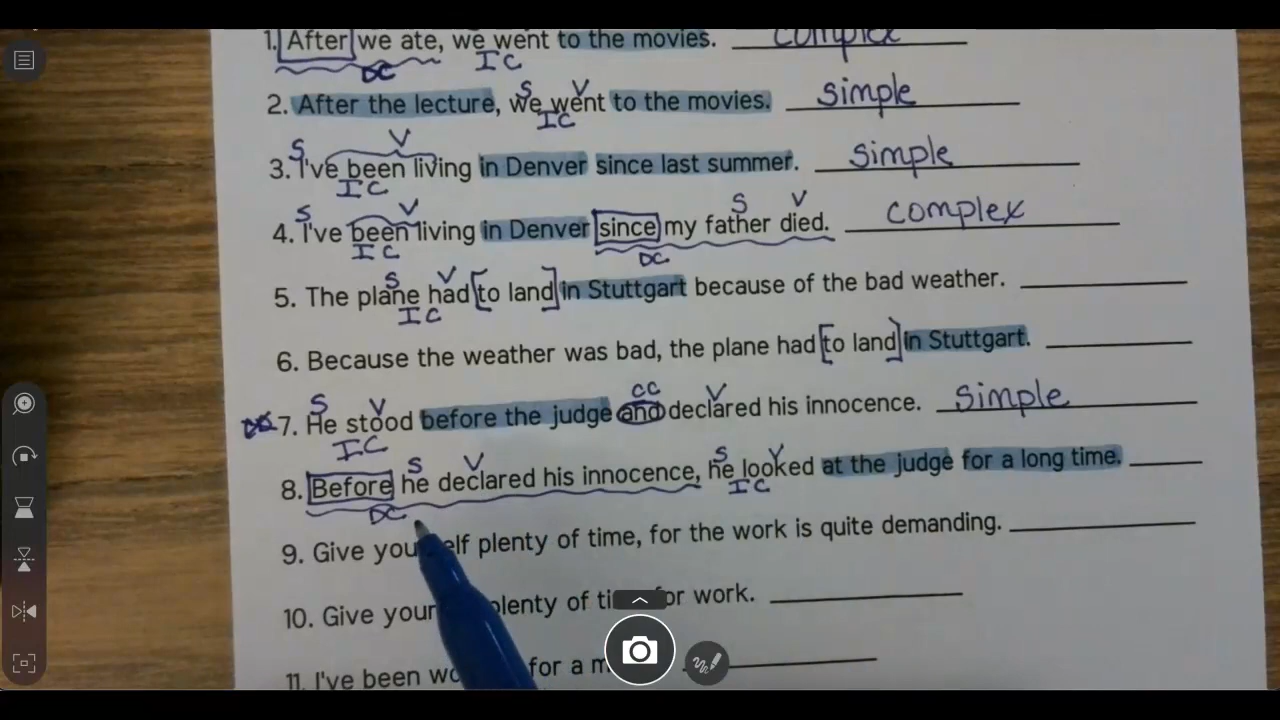 1. After we ate, we went to the movies. complex
DC IC
S V
2. After the lecture, we went to the movies. simple
IC
S V
3. I've been living in Denver since last summer. simple
IC
S V S V
4. I've been living in Denver since my father died. complex
IC DC
S V
5. The plane had [to land] in Stuttgart because of the bad weather.
IC
6. Because the weather was bad, the plane had [to land] in Stuttgart.
S V CC V
7. He stood before the judge and declared his innocence. simple
IC
S V S V
8. Before he declared his innocence, he looked at the judge for a long time.
DC IC
9. Give yourself plenty of time, for the work is quite demanding.
10. Give your plenty of ti for work.
11. I've been wo for a m